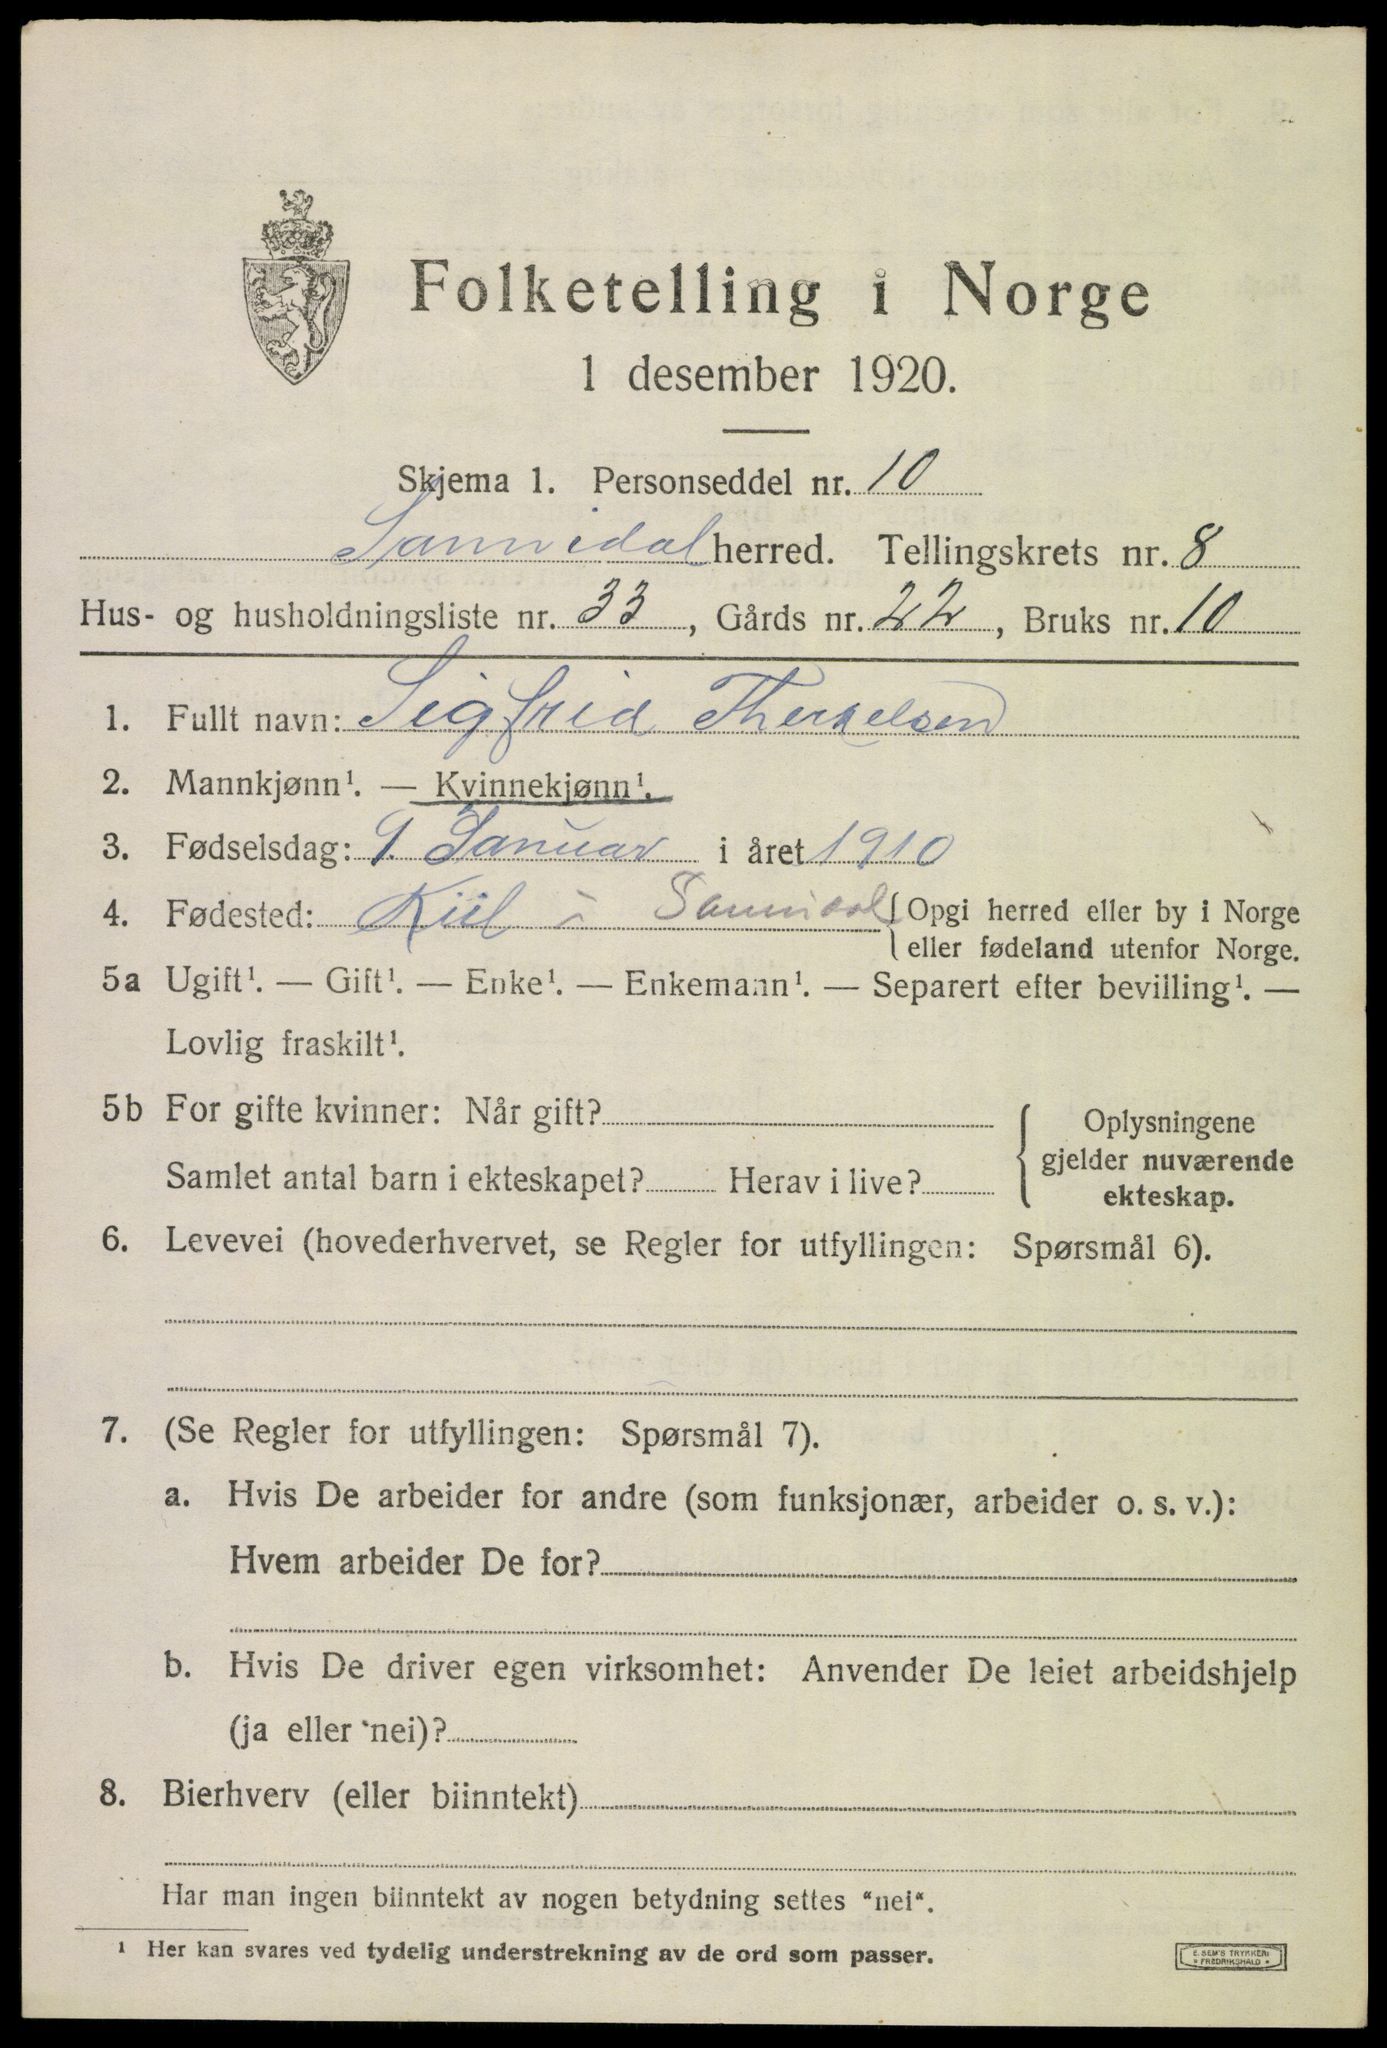 Folketelling i Norge
1 desember 1920.
Skjema 1. Personseddel nr. 10
Sannidal herred. Tellingskrets nr. 8
Hus- og husholdningsliste nr. 33, Gårds nr. 22, Bruks nr. 10
1. Fullt navn: Sigfrid Therkelsen
2. Mannkjønn¹. — Kvinnekjønn¹.
3. Fødselsdag: 9. Januar i året 1910
4. Fødested: Kiil i Sannidal { Opgi herred eller by i Norge
eller fødeland utenfor Norge.
5a Ugift¹. — Gift¹. — Enke¹. — Enkemann¹. — Separert efter bevilling¹. —
Lovlig fraskilt¹.
5b For gifte kvinner: Når gift?
Samlet antal barn i ekteskapet? Herav i live?
Oplysningene
gjelder nuværende
ekteskap.
6. Levevei (hovederhvervet, se Regler for utfyllingen: Spørsmål 6).
7. (Se Regler for utfyllingen: Spørsmål 7).
a. Hvis De arbeider for andre (som funksjonær, arbeider o. s. v.):
Hvem arbeider De for?
b. Hvis De driver egen virksomhet: Anvender De leiet arbeidshjelp
(ja eller nei)?
8. Bierhverv (eller biinntekt)
Har man ingen biinntekt av nogen betydning settes "nei".
¹ Her kan svares ved tydelig understrekning av de ord som passer.
E. SEM'S TRYKKERI
* FREDRIKSHALD *